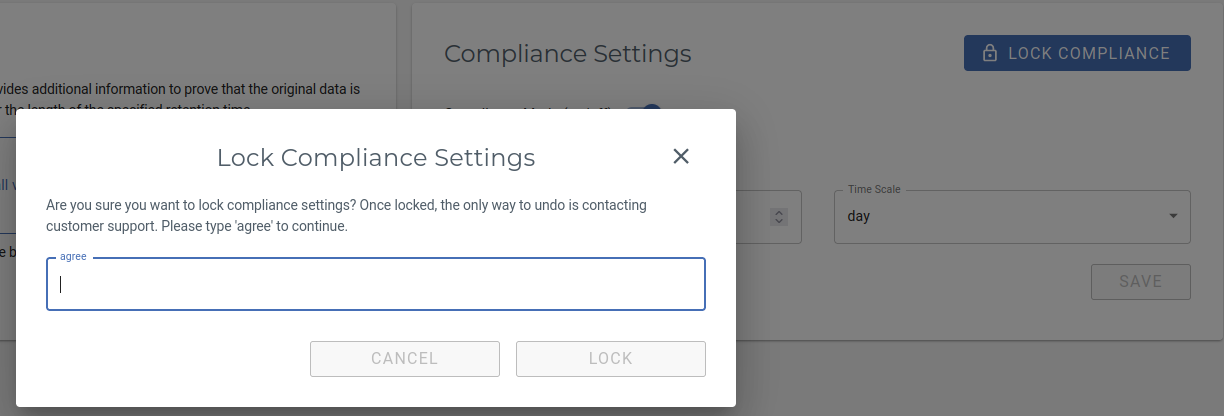 Compliance Settings
LOCK COMPLIANCE
vides additional information to prove that the original data is
the length of the specified retention time
Lock Compliance Settings
Are you sure you want to lock compliance settings? Once locked, the only way to undo is contacting
customer support. Please type 'agree' to continue.
agree
CANCEL
LOCK
Time Scale
day
SAVE